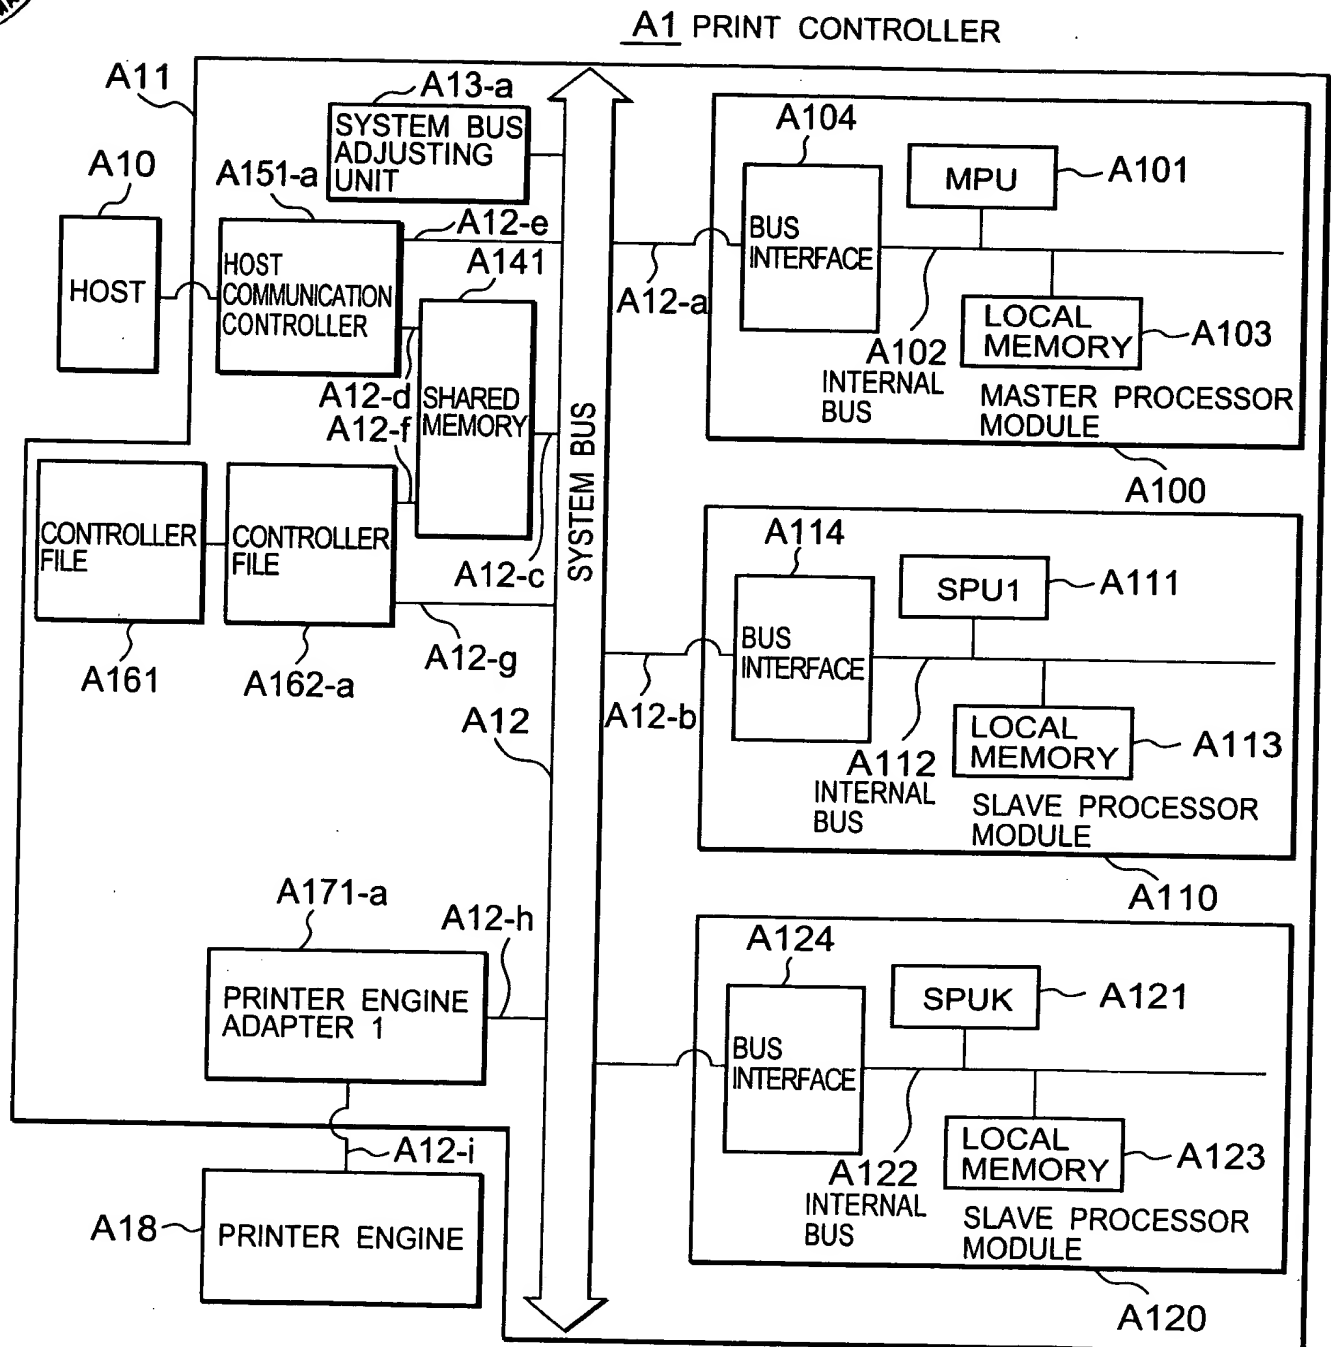 A1 PRINT CONTROLLER
A11
A13-a
SYSTEM BUS
ADJUSTING
UNIT
A10
HOST
A151-a
HOST
COMMUNICATION
CONTROLLER
A12-e
A141
SHARED
MEMORY
A12-d
A12-f
A12-c
CONTROLLER
FILE
A161
CONTROLLER
FILE
A162-a
A12-g
A12
SYSTEM BUS
A171-a
PRINTER ENGINE
ADAPTER 1
A12-h
A12-i
A18
PRINTER ENGINE
A12-a
A104
BUS
INTERFACE
MPU
A101
A102
INTERNAL
BUS
LOCAL
MEMORY
A103
MASTER PROCESSOR
MODULE
A100
A12-b
A114
BUS
INTERFACE
SPU1
A111
A112
INTERNAL
BUS
LOCAL
MEMORY
A113
SLAVE PROCESSOR
MODULE
A110
A124
BUS
INTERFACE
SPUK
A121
A122
INTERNAL
BUS
LOCAL
MEMORY
A123
SLAVE PROCESSOR
MODULE
A120